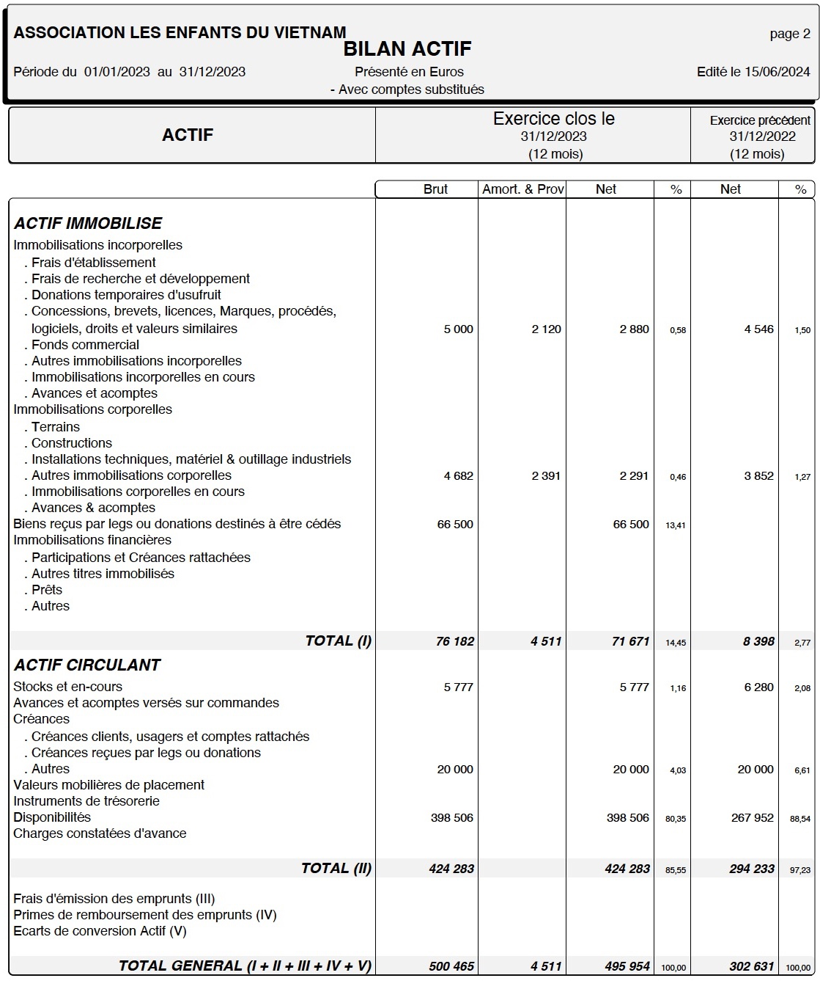 ASSOCIATION LES ENFANTS DU VIETNAM page 2
BILAN ACTIF
Période du 01/01/2023 au 31/12/2023 Présenté en Euros Edité le 15/06/2024
- Avec comptes substitués
ACTIF Exercice clos le 31/12/2023 (12 mois) Exercice précédent 31/12/2022 (12 mois)
Brut Amort. & Prov Net % Net %
ACTIF IMMOBILISE
Immobilisations incorporelles
. Frais d'établissement
. Frais de recherche et développement
. Donations temporaires d'usufruit
. Concessions, brevets, licences, Marques, procédés,
logiciels, droits et valeurs similaires 5 000 2 120 2 880 0,58 4 546 1,50
. Fonds commercial
. Autres immobilisations incorporelles
. Immobilisations incorporelles en cours
. Avances et acomptes
Immobilisations corporelles
. Terrains
. Constructions
. Installations techniques, matériel & outillage industriels
. Autres immobilisations corporelles 4 682 2 391 2 291 0,46 3 852 1,27
. Immobilisations corporelles en cours
. Avances & acomptes
Biens reçus par legs ou donations destinés à être cédés 66 500 66 500 13,41
Immobilisations financières
. Participations et Créances rattachées
. Autres titres immobilisés
. Prêts
. Autres
TOTAL (I) 76 182 4 511 71 671 14,45 8 398 2,77
ACTIF CIRCULANT
Stocks et en-cours 5 777 5 777 1,16 6 280 2,08
Avances et acomptes versés sur commandes
Créances
. Créances clients, usagers et comptes rattachés
. Créances reçues par legs ou donations
. Autres 20 000 20 000 4,03 20 000 6,61
Valeurs mobilières de placement
Instruments de trésorerie
Disponibilités 398 506 398 506 80,35 267 952 88,54
Charges constatées d'avance
TOTAL (II) 424 283 424 283 85,55 294 233 97,23
Frais d'émission des emprunts (III)
Primes de remboursement des emprunts (IV)
Ecarts de conversion Actif (V)
TOTAL GENERAL (I + II + III + IV + V) 500 465 4 511 495 954 100,00 302 631 100,00